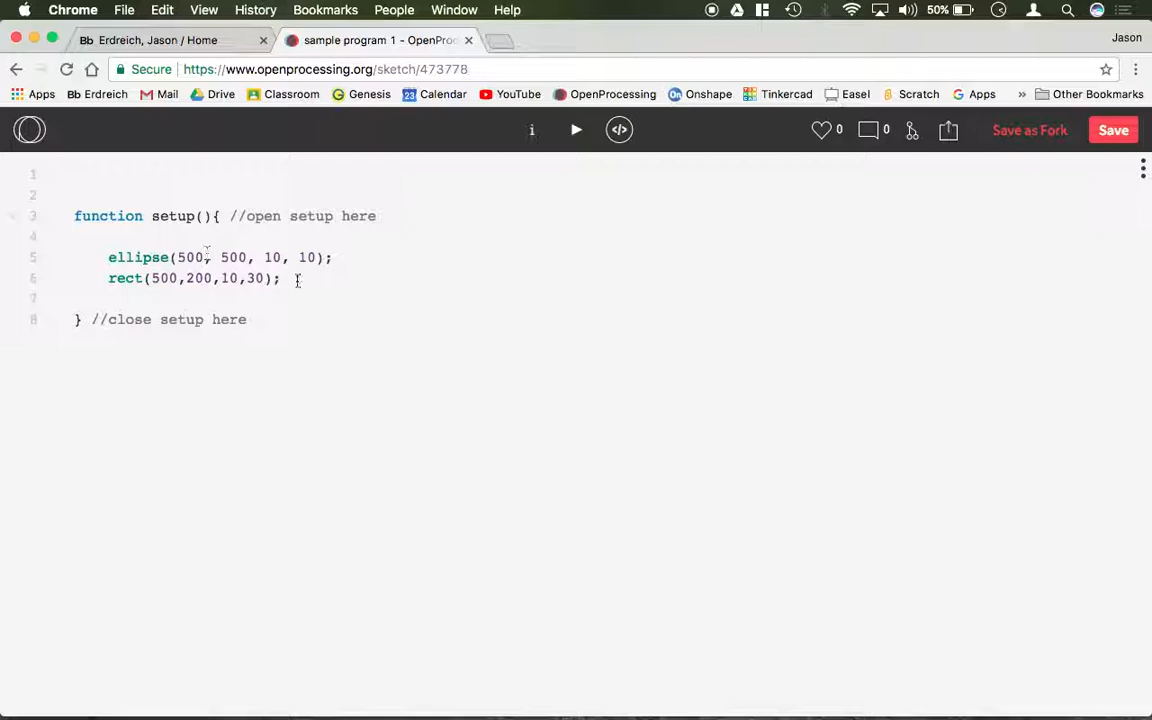 Chrome File Edit View History Bookmarks People Window Help 50%
Bb Erdreich, Jason / Home sample program 1 - OpenProc Jason
Secure https://www.openprocessing.org/sketch/473778
Apps Bb Erdreich Mail Drive Classroom Genesis 23 Calendar YouTube OpenProcessing On Onshape Tinkercad Easel Scratch Apps » Other Bookmarks
i </> 0 0 Save as Fork Save
1
2
3 function setup(){ //open setup here
4
5 ellipse(500, 500, 10, 10);
6 rect(500,200,10,30);
7
8 } //close setup here